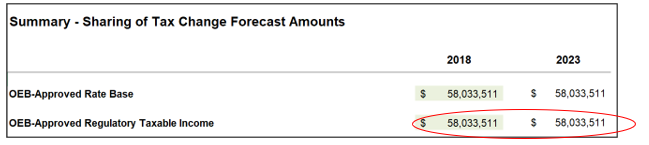 Summary - Sharing of Tax Change Forecast Amounts
2018 2023
OEB-Approved Rate Base $ 58,033,511 $ 58,033,511
OEB-Approved Regulatory Taxable Income $ 58,033,511 $ 58,033,511